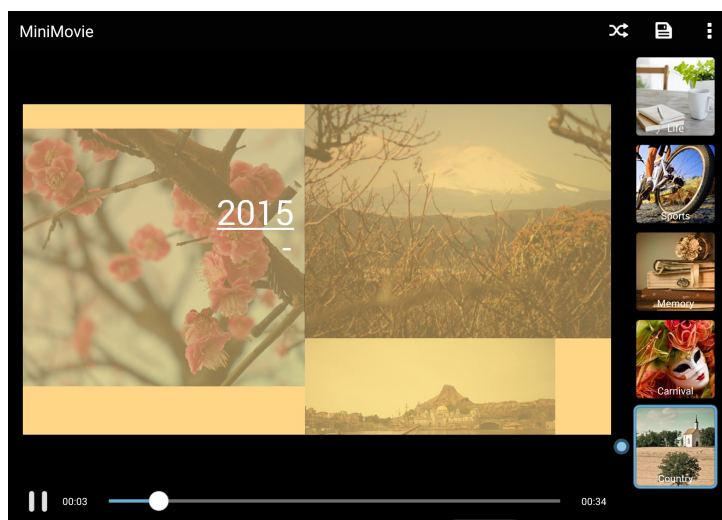 MiniMovie
2015
-
Life
Sports
Memory
Carnival
Country
00:03
00:34